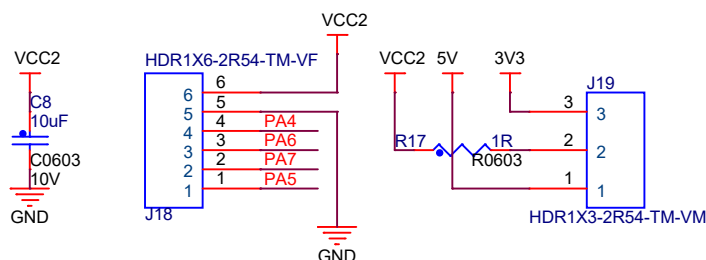 VCC2
C8
10uF
C0603
10V
GND
VCC2
HDR1X6-2R54-TM-VF
6 6
5 5
4 4 PA4
3 3 PA6
2 2 PA7
1 1 PA5
J18
GND
VCC2 5V 3V3
J19
3 3
R17 1R 2 2
R0603
1 1
HDR1X3-2R54-TM-VM